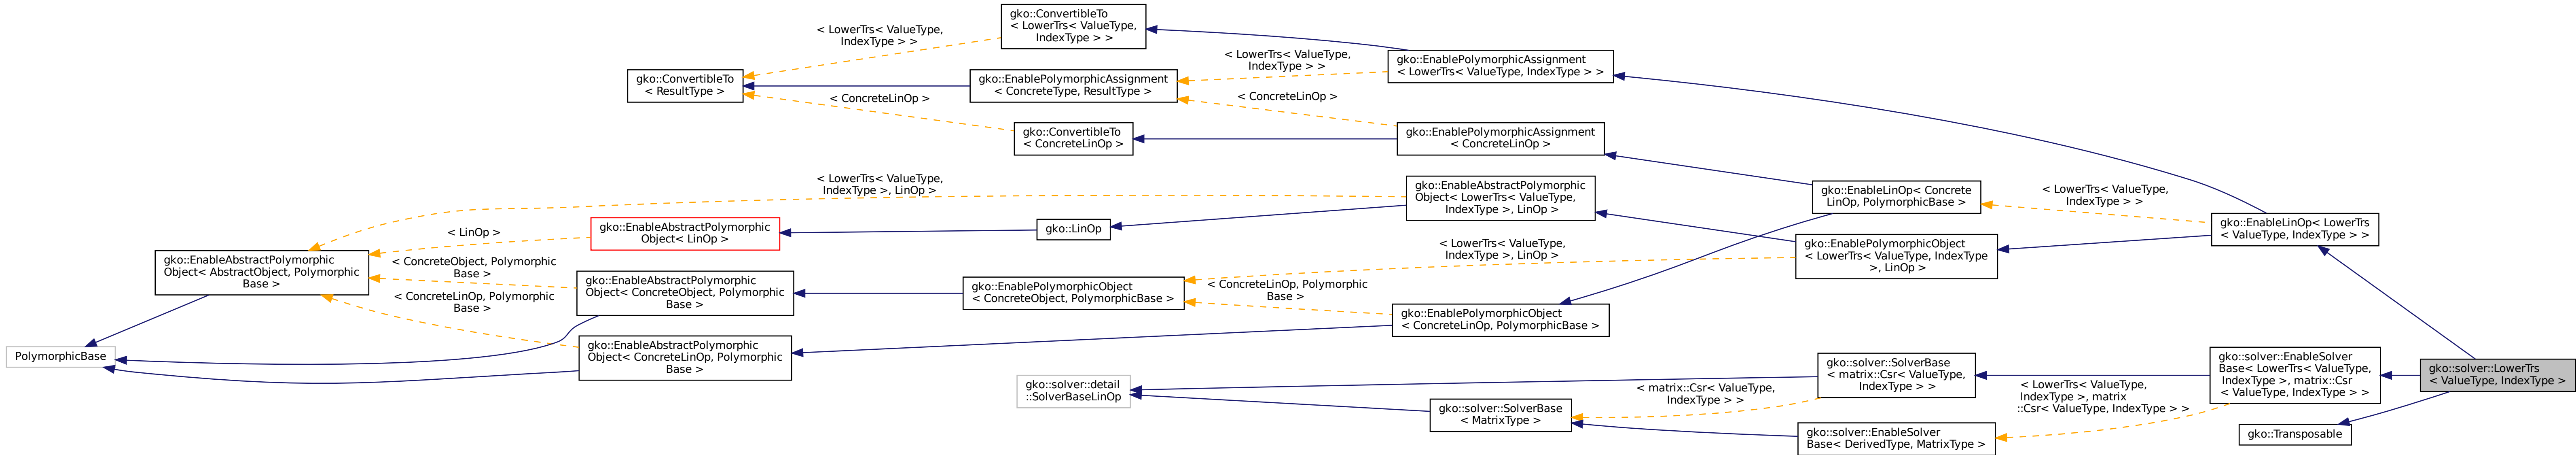 gko::ConvertibleTo
< LowerTrs< ValueType,
IndexType > >
< LowerTrs< ValueType,
IndexType > >
gko::ConvertibleTo
< ResultType >
gko::EnablePolymorphicAssignment
< ConcreteType, ResultType >
< LowerTrs< ValueType,
IndexType > >
gko::EnablePolymorphicAssignment
< LowerTrs< ValueType, IndexType > >
< ConcreteLinOp >
< ConcreteLinOp >
gko::ConvertibleTo
< ConcreteLinOp >
gko::EnablePolymorphicAssignment
< ConcreteLinOp >
< LowerTrs< ValueType,
IndexType >, LinOp >
gko::EnableAbstractPolymorphic
Object< LowerTrs< ValueType,
IndexType >, LinOp >
gko::EnableLinOp< Concrete
LinOp, PolymorphicBase >
< LowerTrs< ValueType,
IndexType > >
gko::EnableLinOp< LowerTrs
< ValueType, IndexType > >
< LinOp >
gko::EnableAbstractPolymorphic
Object< LinOp >
gko::LinOp
gko::EnablePolymorphicObject
< LowerTrs< ValueType, IndexType
>, LinOp >
< LowerTrs< ValueType,
IndexType >, LinOp >
gko::EnableAbstractPolymorphic
Object< AbstractObject, Polymorphic
Base >
< ConcreteObject, Polymorphic
Base >
gko::EnableAbstractPolymorphic
Object< ConcreteObject, Polymorphic
Base >
gko::EnablePolymorphicObject
< ConcreteObject, PolymorphicBase >
< ConcreteLinOp, Polymorphic
Base >
< ConcreteLinOp, Polymorphic
Base >
gko::EnablePolymorphicObject
< ConcreteLinOp, PolymorphicBase >
PolymorphicBase
gko::EnableAbstractPolymorphic
Object< ConcreteLinOp, Polymorphic
Base >
gko::solver::detail
::SolverBaseLinOp
gko::solver::SolverBase
< matrix::Csr< ValueType,
IndexType > >
gko::solver::EnableSolver
Base< LowerTrs< ValueType,
IndexType >, matrix::Csr
< ValueType, IndexType > >
gko::solver::LowerTrs
< ValueType, IndexType >
< matrix::Csr< ValueType,
IndexType > >
< LowerTrs< ValueType,
IndexType >, matrix
::Csr< ValueType, IndexType > >
gko::solver::SolverBase
< MatrixType >
gko::solver::EnableSolver
Base< DerivedType, MatrixType >
gko::Transposable